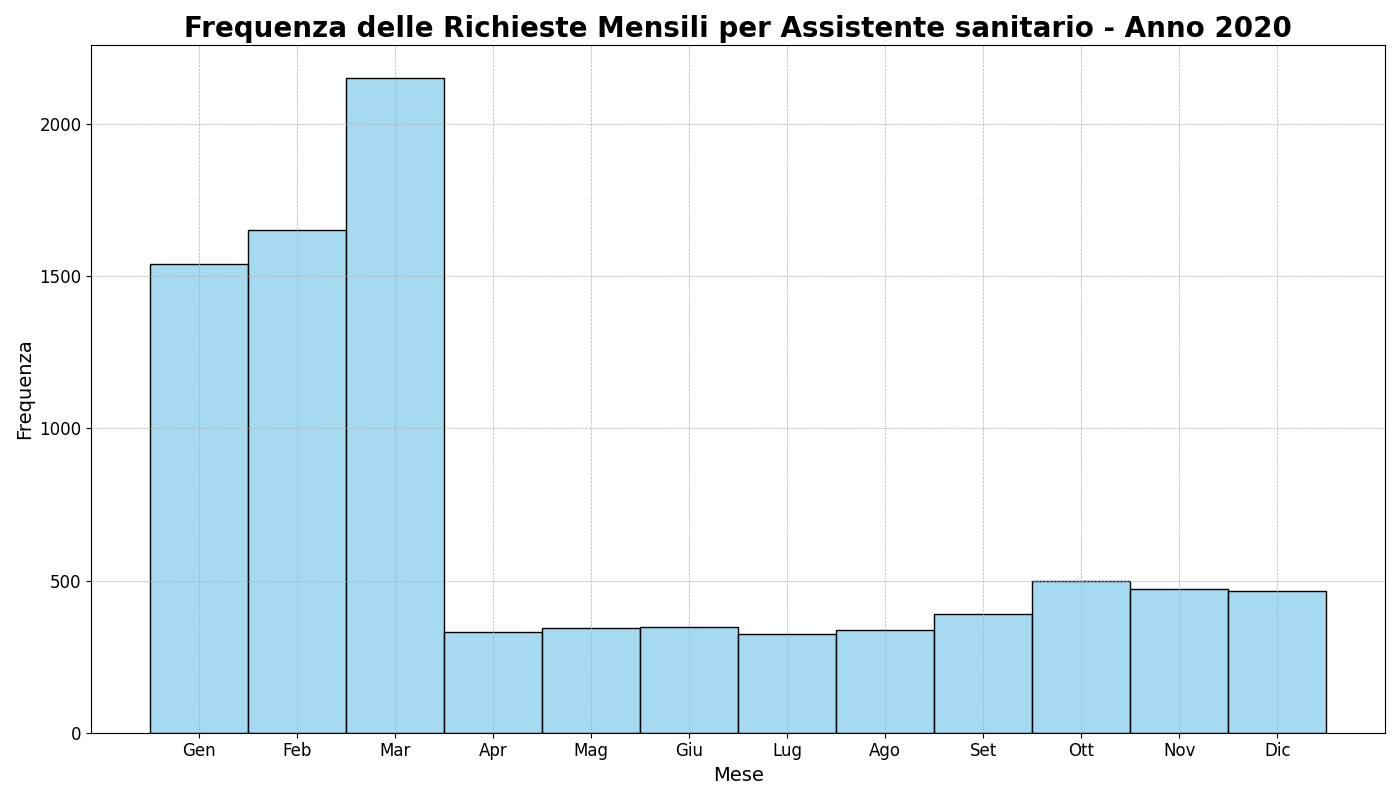 Frequenza delle Richieste Mensili per Assistente sanitario - Anno 2020
Frequenza
2000
1500
1000
500
0
Gen Feb Mar Apr Mag Giu Lug Ago Set Ott Nov Dic
Mese